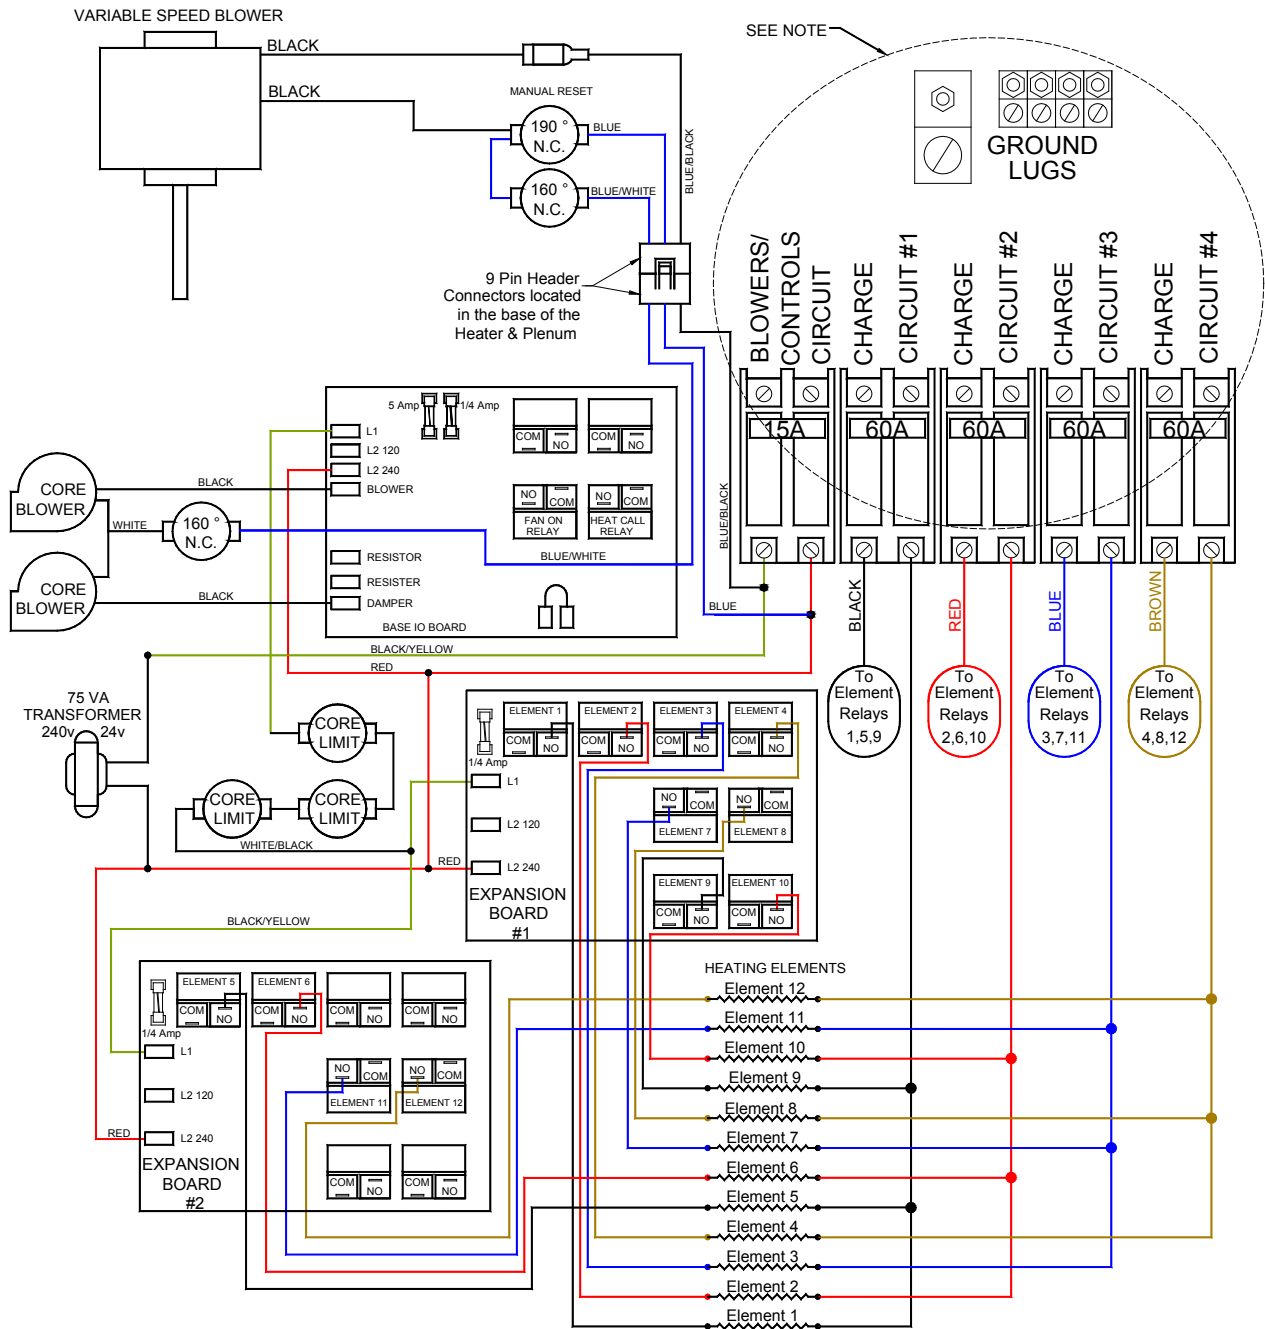 VARIABLE SPEED BLOWER
BLACK
BLACK
MANUAL RESET
190 °
N.C.
BLUE
160 °
N.C.
BLUE/WHITE
BLUE/BLACK
SEE NOTE
GROUND
LUGS
9 Pin Header
Connectors located
in the base of the
Heater & Plenum
BLOWERS/
CONTROLS
CIRCUIT
CHARGE
CIRCUIT #1
CHARGE
CIRCUIT #2
CHARGE
CIRCUIT #3
CHARGE
CIRCUIT #4
15A
60A
60A
60A
60A
5 Amp
1/4 Amp
L1
L2 120
L2 240
BLOWER
COM
NO
COM
NO
NO
COM
FAN ON
RELAY
NO
COM
HEAT CALL
RELAY
BLUE/WHITE
RESISTOR
RESISTER
DAMPER
BASE IO BOARD
CORE
BLOWER
BLACK
WHITE
160 °
N.C.
CORE
BLOWER
BLACK
BLUE/BLACK
BLUE
BLACK
RED
BLUE
BROWN
To
Element
Relays
1,5,9
To
Element
Relays
2,6,10
To
Element
Relays
3,7,11
To
Element
Relays
4,8,12
BLACK/YELLOW
RED
75 VA
TRANSFORMER
240v
24v
CORE
LIMIT
CORE
LIMIT
CORE
LIMIT
WHITE/BLACK
RED
BLACK/YELLOW
1/4 Amp
L1
L2 120
L2 240
EXPANSION
BOARD
#1
ELEMENT 1
COM
NO
ELEMENT 2
COM
NO
ELEMENT 3
COM
NO
ELEMENT 4
COM
NO
NO
COM
ELEMENT 7
NO
COM
ELEMENT 8
ELEMENT 9
COM
NO
ELEMENT 10
COM
NO
1/4 Amp
L1
L2 120
L2 240
RED
EXPANSION
BOARD
#2
ELEMENT 5
COM
NO
ELEMENT 6
COM
NO
COM
NO
COM
NO
NO
COM
ELEMENT 11
NO
COM
ELEMENT 12
COM
NO
COM
NO
HEATING ELEMENTS
Element 12
Element 11
Element 10
Element 9
Element 8
Element 7
Element 6
Element 5
Element 4
Element 3
Element 2
Element 1